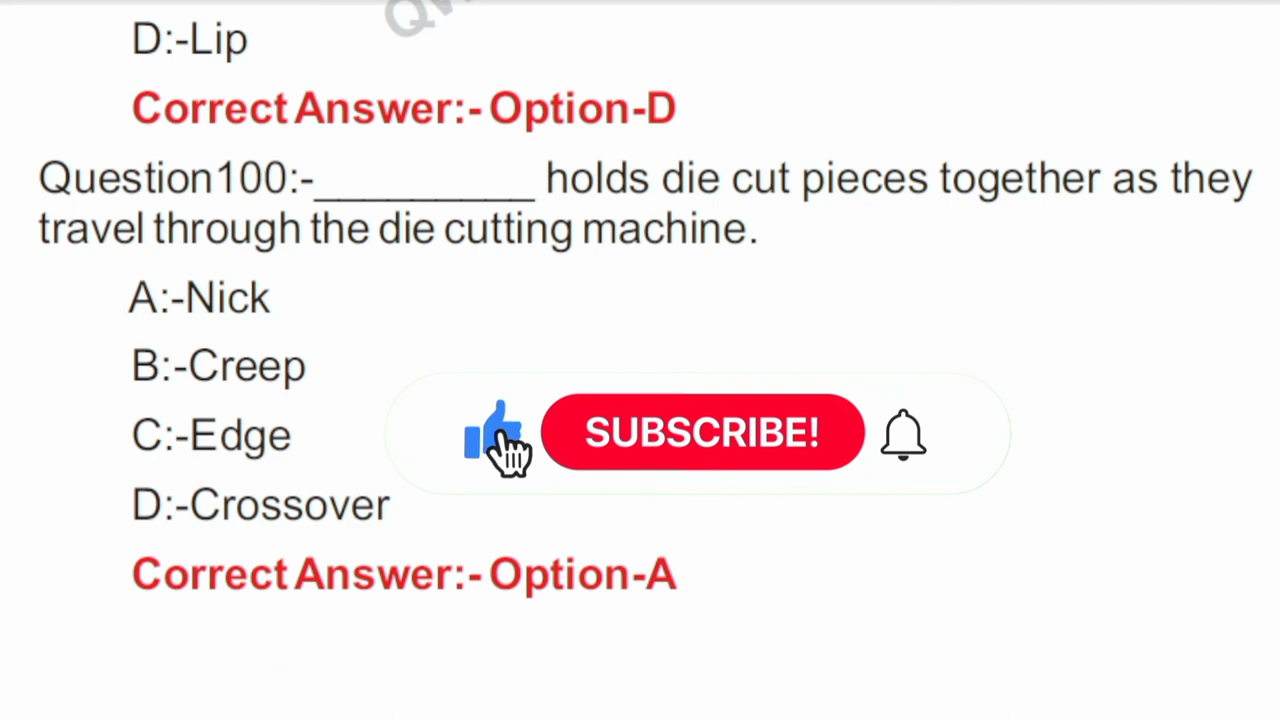 D:-Lip
Correct Answer:- Option-D
Question100:-_________ holds die cut pieces together as they
travel through the die cutting machine.
A:-Nick
B:-Creep
C:-Edge
SUBSCRIBE!
D:-Crossover
Correct Answer:- Option-A